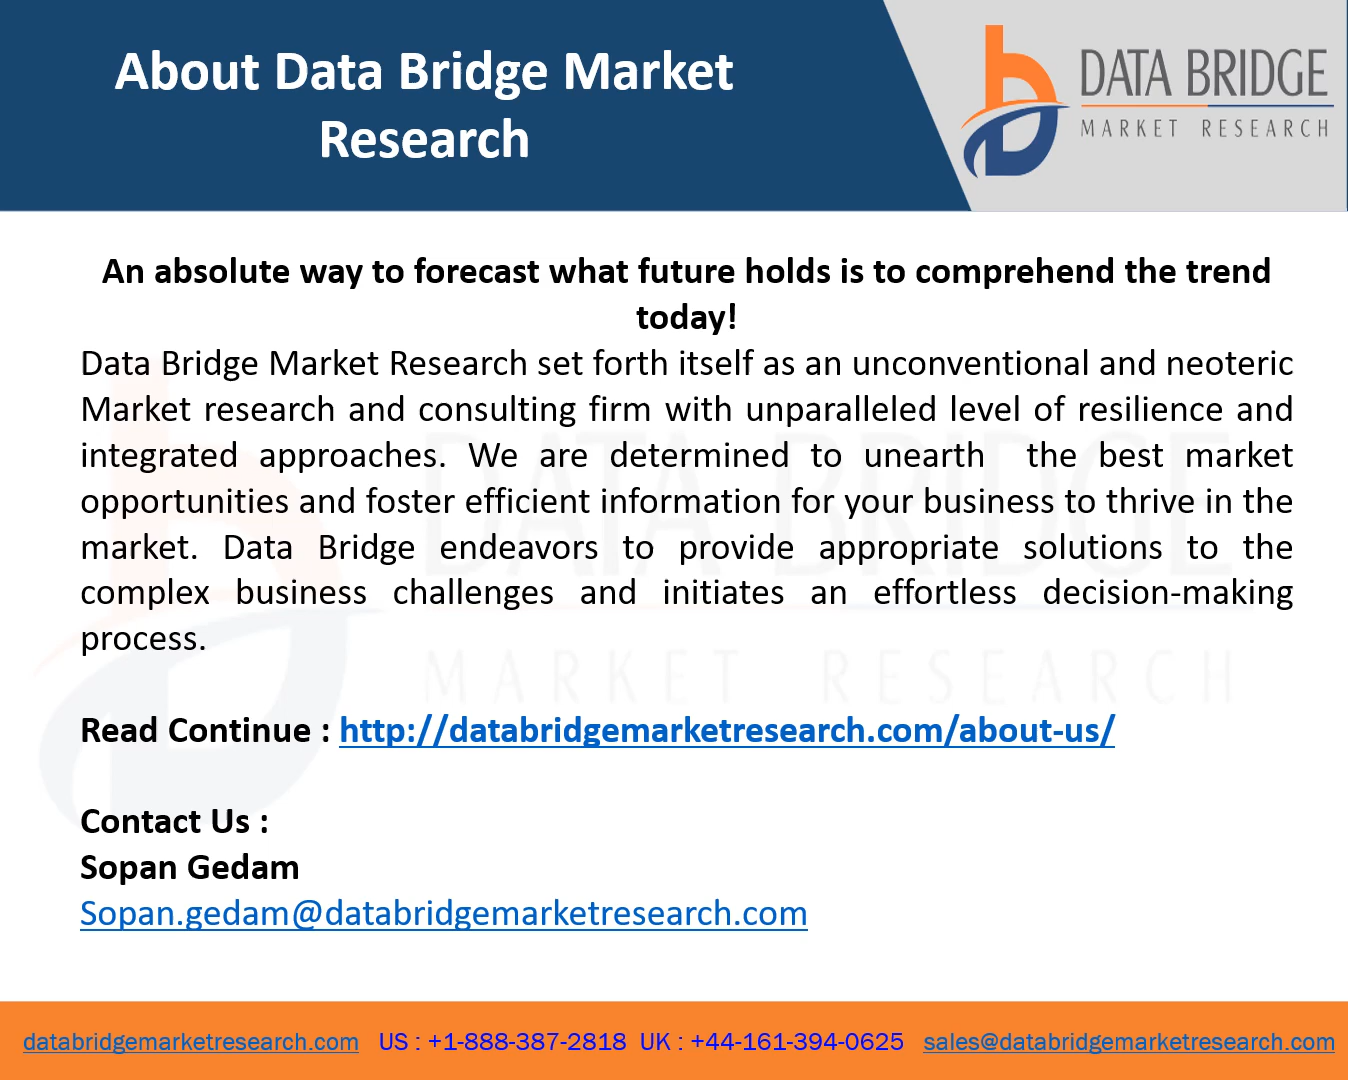 About Data Bridge Market
Research
DATA BRIDGE
MARKET RESEARCH
An absolute way to forecast what future holds is to comprehend the trend
today!
Data Bridge Market Research set forth itself as an unconventional and neoteric
Market research and consulting firm with unparalleled level of resilience and
integrated approaches. We are determined to unearth  the best market
opportunities and foster efficient information for your business to thrive in the
market. Data Bridge endeavors to provide appropriate solutions to the
complex business challenges and initiates an effortless decision-making
process.
DATA BRIDGE
MARKET RESEARCH
Read Continue : http://databridgemarketresearch.com/about-us/
Contact Us :
Sopan Gedam
Sopan.gedam@databridgemarketresearch.com
databridgemarketresearch.com US : +1-888-387-2818 UK : +44-161-394-0625 sales@databridgemarketresearch.com